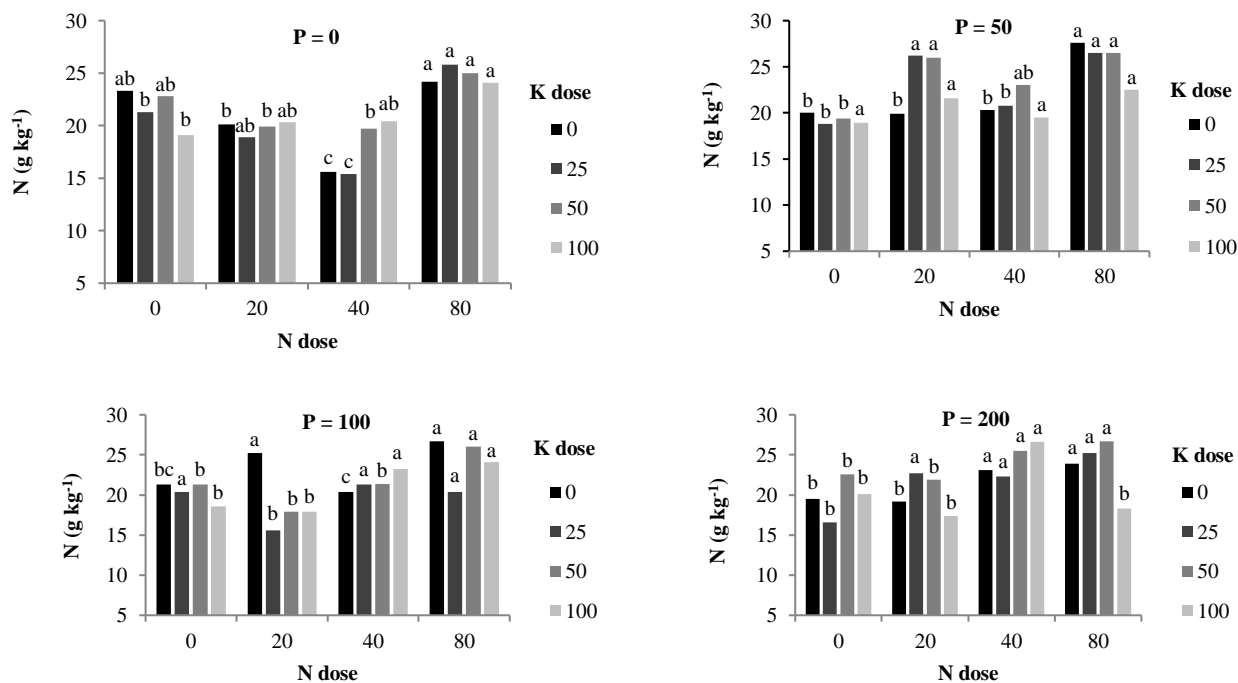 P = 0
30
25
20
15
10
5
N (g kg⁻¹)
ab b ab b
b ab b ab
c c b ab
a a a a
0 20 40 80
N dose
K dose
0
25
50
100
P = 50
30
25
20
15
10
5
N (g kg⁻¹)
b b b a
b a a a
b b ab a
a a a a
0 20 40 80
N dose
K dose
0
25
50
100
P = 100
30
25
20
15
10
5
N (g kg⁻¹)
bc a b b
a b b b
c a b a
a a a a
0 20 40 80
N dose
K dose
0
25
50
100
P = 200
30
25
20
15
10
5
N (g kg⁻¹)
b b b b
b a b b
a a a a
a a a b
0 20 40 80
N dose
K dose
0
25
50
100